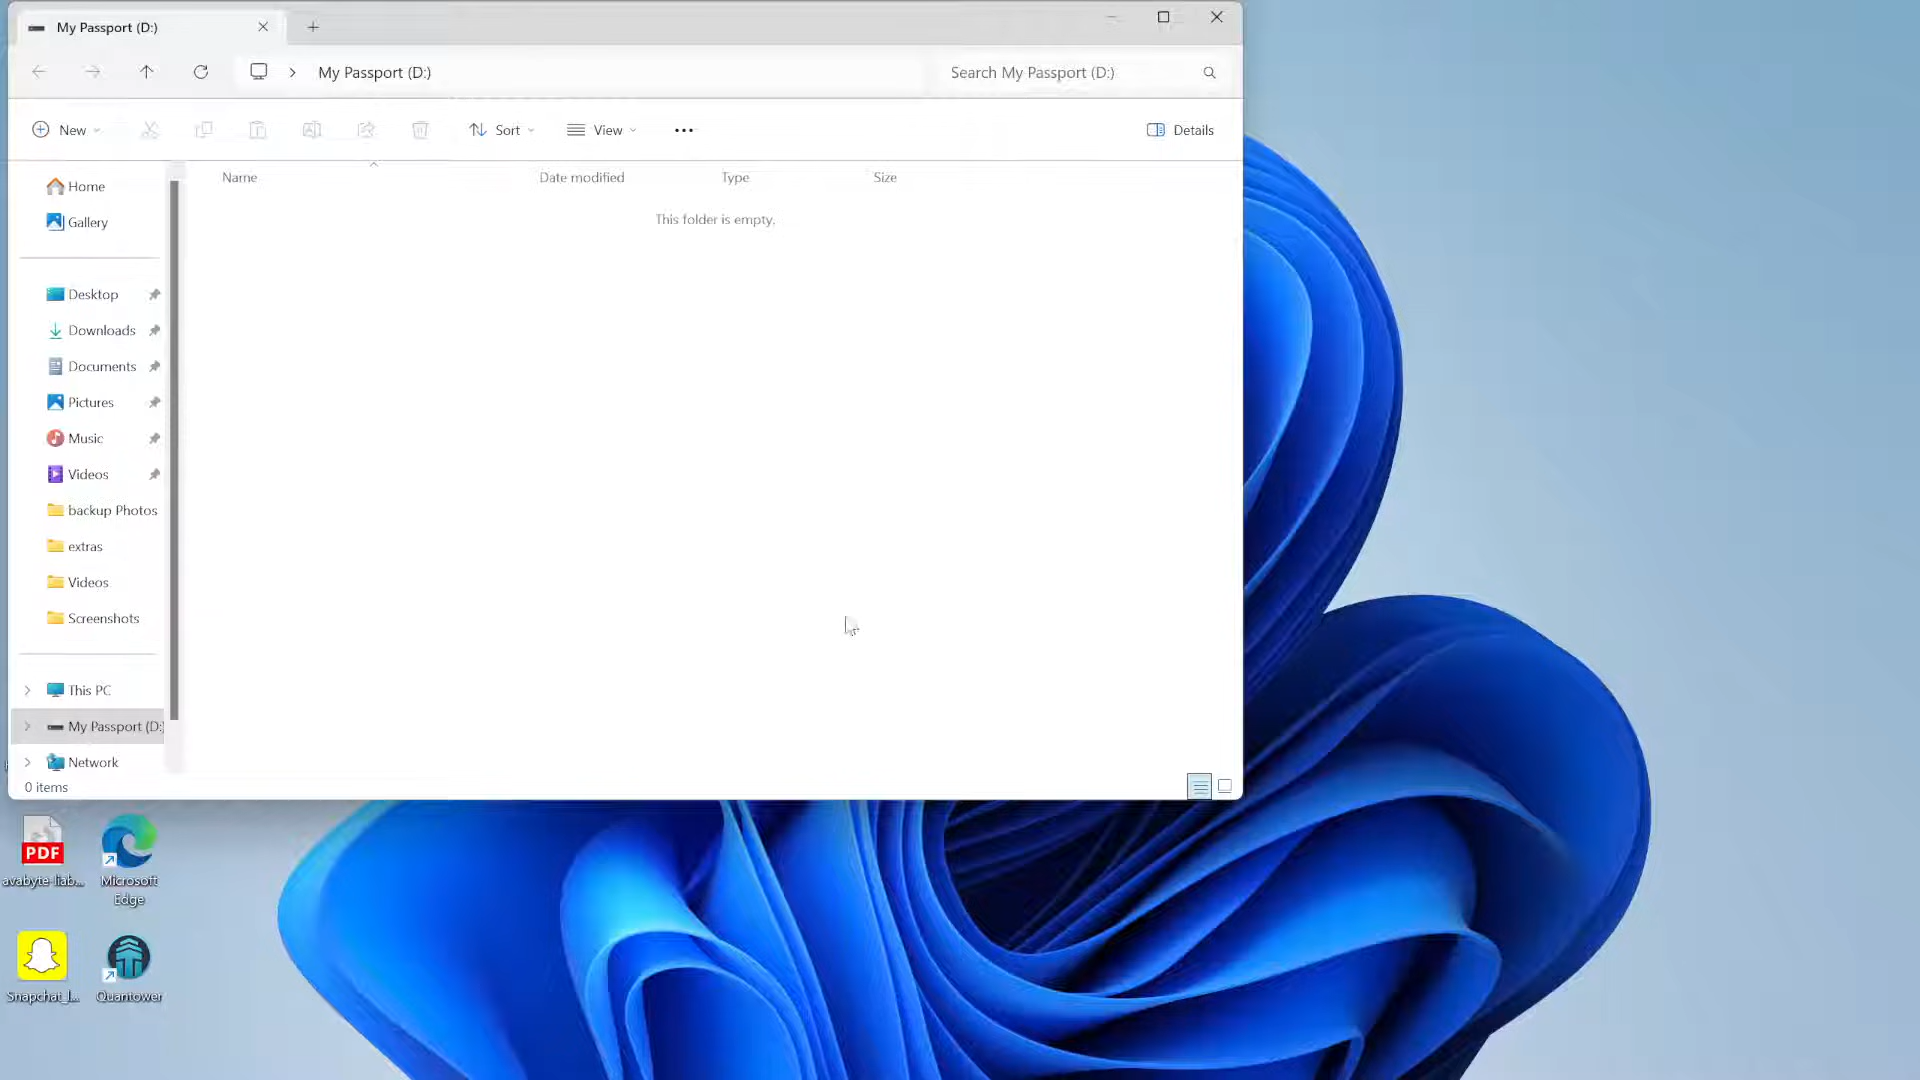 My Passport (D:)
My Passport (D:)
Search My Passport (D:)
New
Sort
View
Details
Name
Date modified
Type
Size
This folder is empty.
Home
Gallery
Desktop
Downloads
Documents
Pictures
Music
Videos
backup Photos
extras
Videos
Screenshots
This PC
My Passport (D:)
Network
0 items
PDF
avabyte-liab...
Microsoft
Edge
Snapchat_l...
Quantower